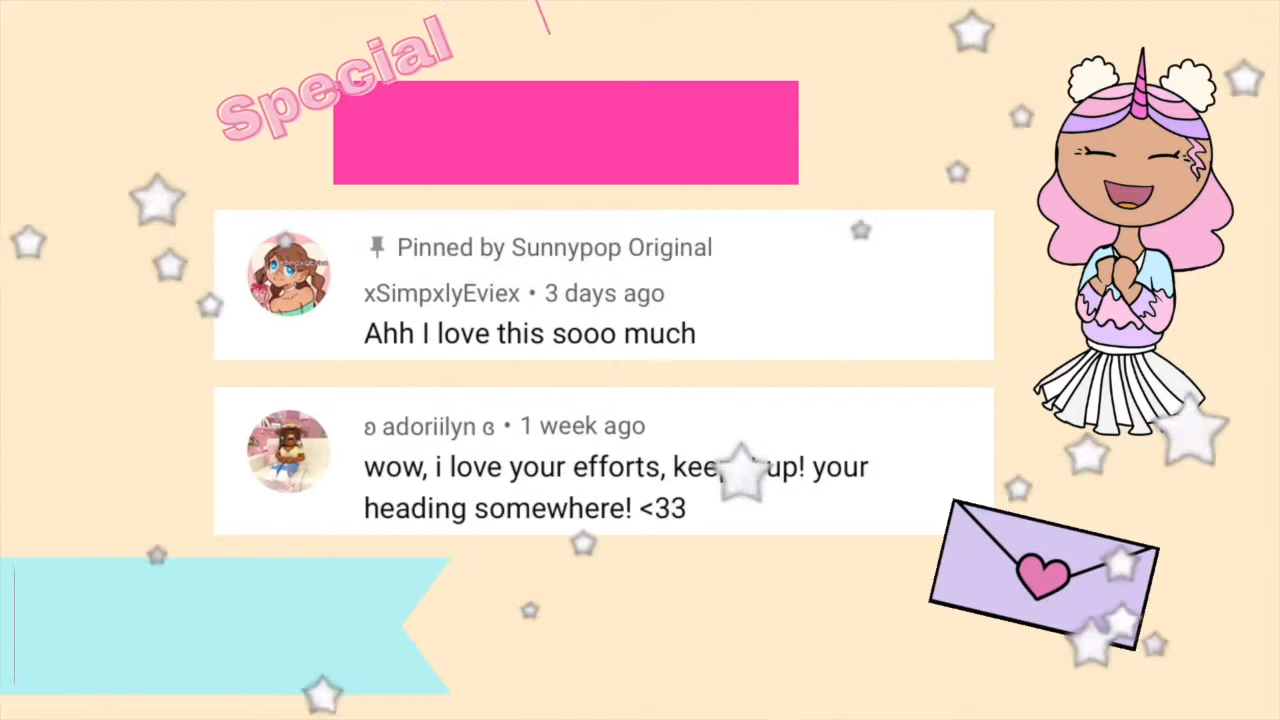 Special
Pinned by Sunnypop Original
xSimpxlyEviex • 3 days ago
Ahh I love this sooo much
ʚ adoriilyn ɞ • 1 week ago
wow, i love your efforts, keep up! your
heading somewhere! <33